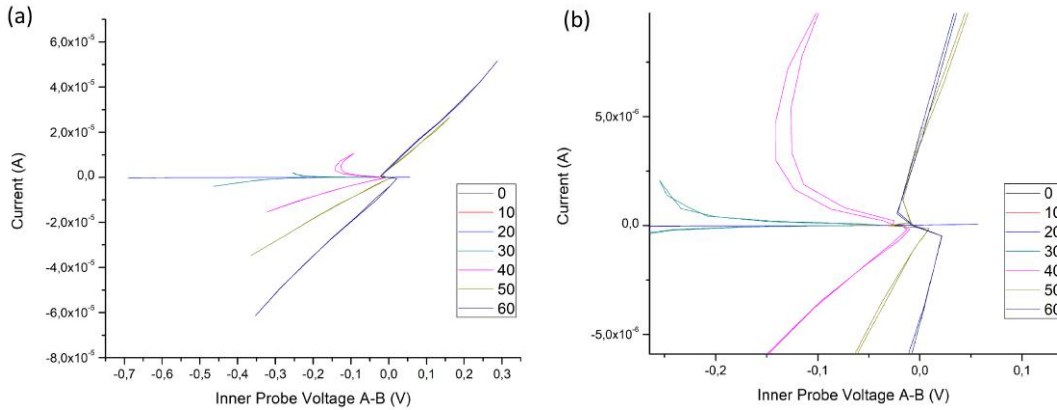 (a)
6,0x10⁻⁵
4,0x10⁻⁵
2,0x10⁻⁵
0,0
-2,0x10⁻⁵
-4,0x10⁻⁵
-6,0x10⁻⁵
-8,0x10⁻⁵
Current (A)
-0,7 -0,6 -0,5 -0,4 -0,3 -0,2 -0,1 0,0 0,1 0,2 0,3
Inner Probe Voltage A-B (V)
0
10
20
30
40
50
60
(b)
5,0x10⁻⁶
0,0
-5,0x10⁻⁶
Current (A)
-0,2 -0,1 0,0 0,1
Inner Probe Voltage A-B (V)
0
10
20
30
40
50
60